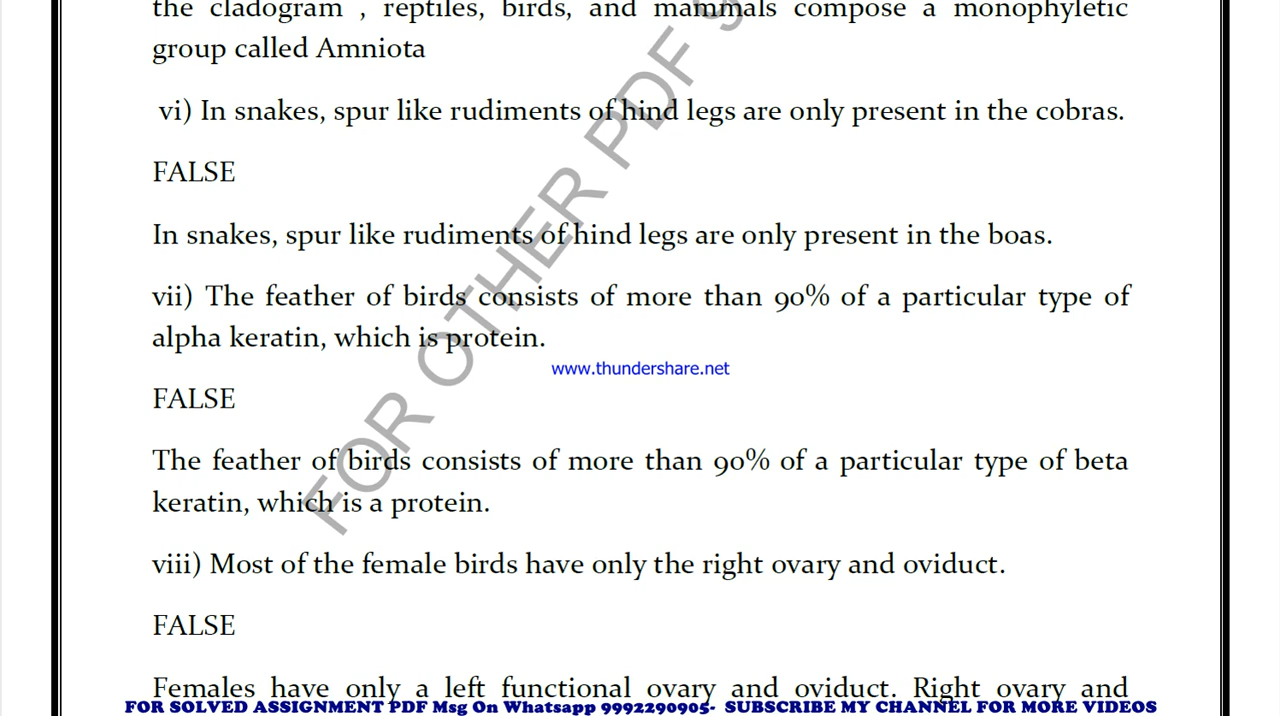 the cladogram , reptiles, birds, and mammals compose a monophyletic
group called Amniota
vi) In snakes, spur like rudiments of hind legs are only present in the cobras.
FALSE
In snakes, spur like rudiments of hind legs are only present in the boas.
vii) The feather of birds consists of more than 90% of a particular type of
alpha keratin, which is protein.
www.thundershare.net
FALSE
The feather of birds consists of more than 90% of a particular type of beta
keratin, which is a protein.
viii) Most of the female birds have only the right ovary and oviduct.
FALSE
Females have only a left functional ovary and oviduct. Right ovary and
FOR SOLVED ASSIGNMENT PDF Msg On Whatsapp 9992290905- SUBSCRIBE MY CHANNEL FOR MORE VIDEOS
FOR OTHER PDF 9